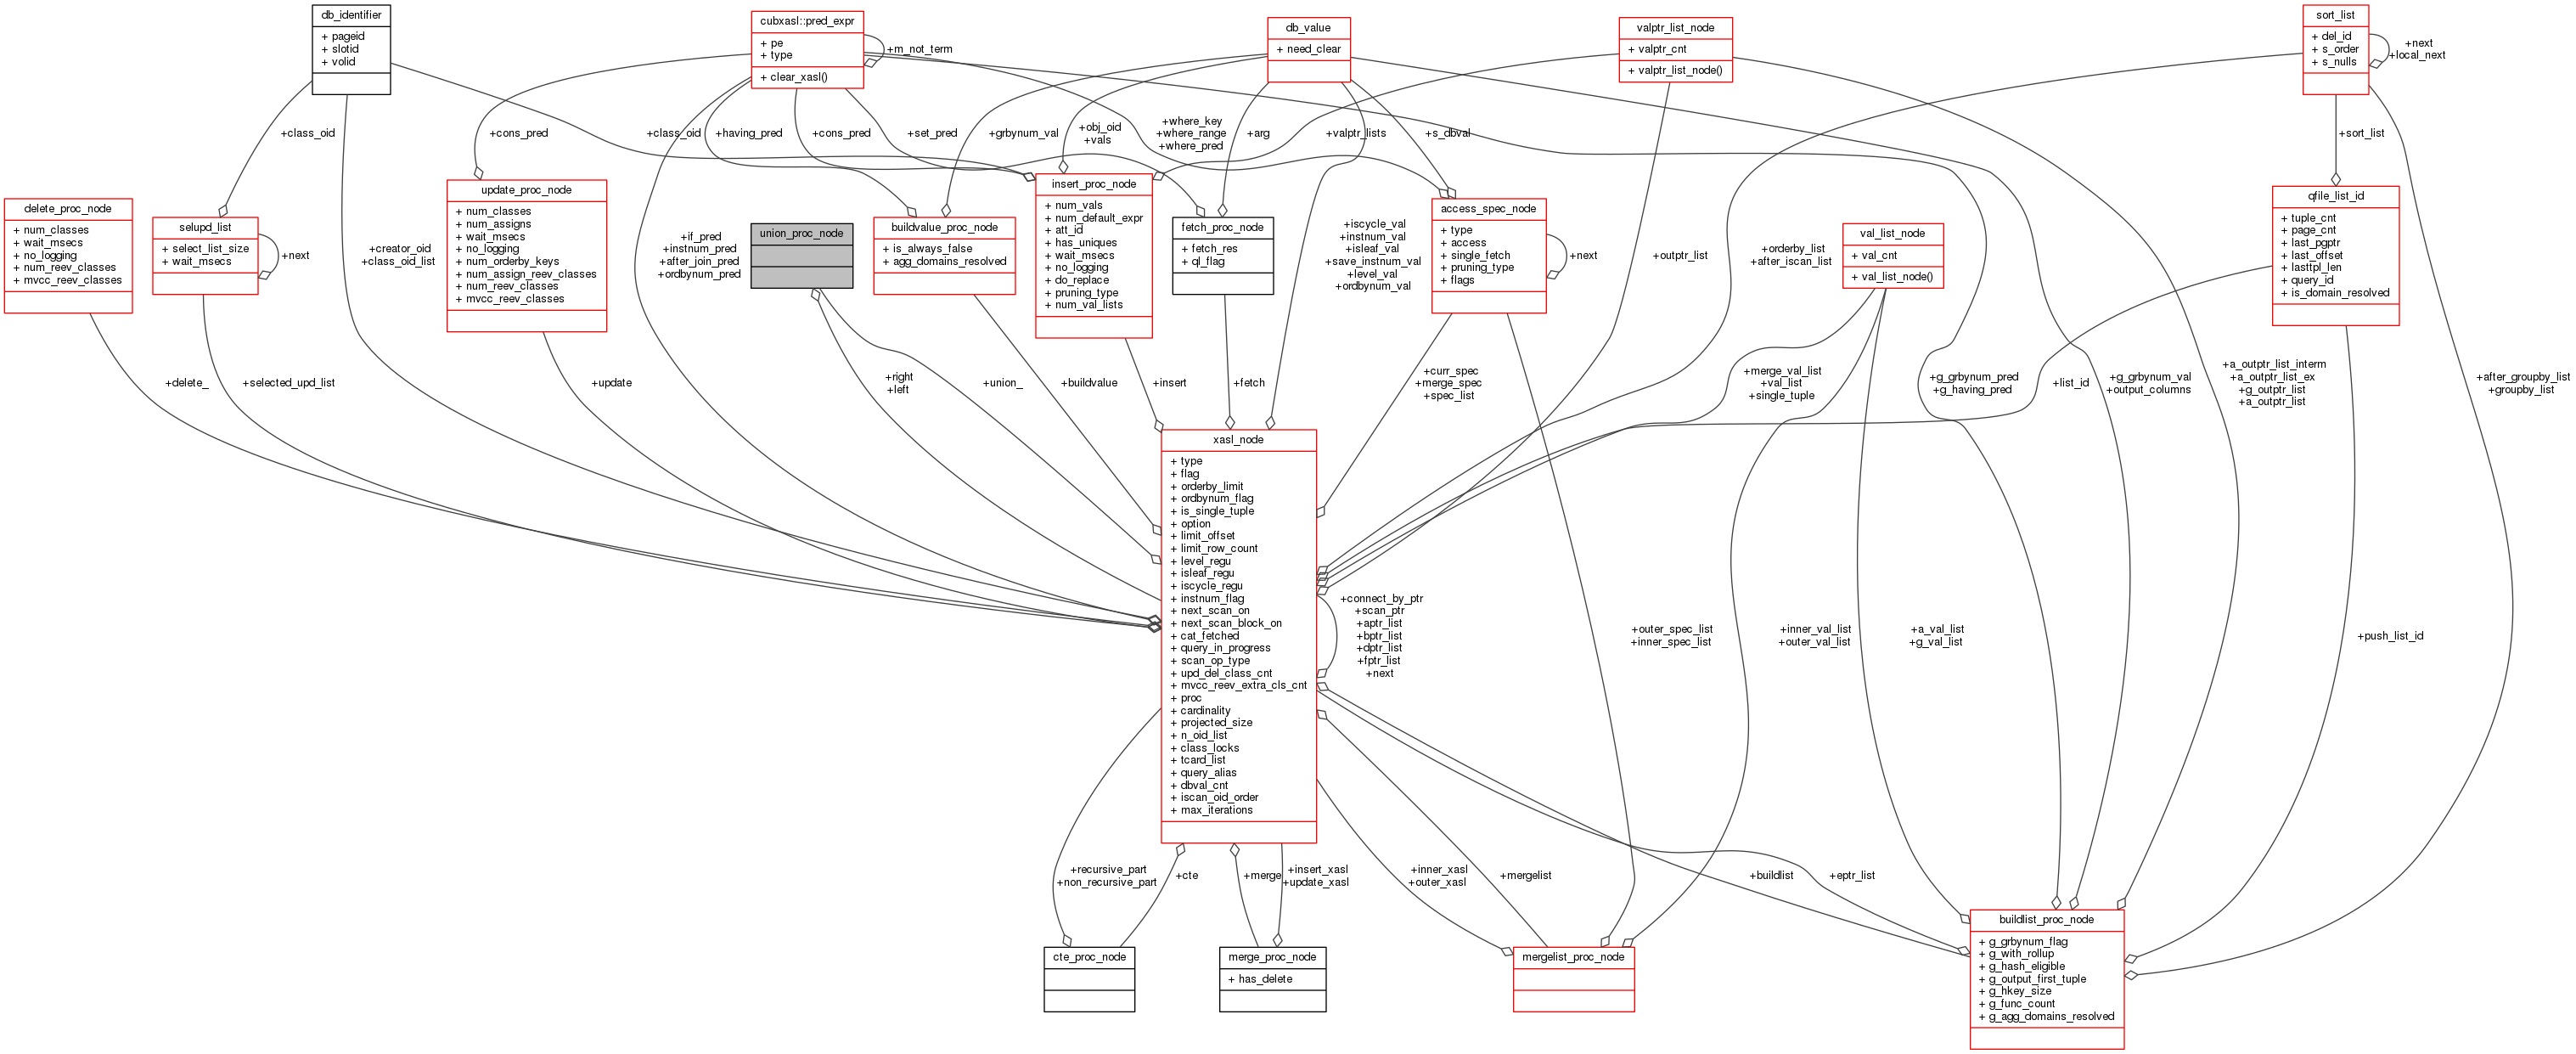 db_identifier
+ pageid
+ slotid
+ volid
cubxasl::pred_expr
+ pe
+ type
+ clear_xasl()
+m_not_term
db_value
+ need_clear
valptr_list_node
+ valptr_cnt
+ valptr_list_node()
sort_list
+ del_id
+ s_order
+ s_nulls
+next
+local_next
+class_oid
+cons_pred
+class_oid
+having_pred
+cons_pred
+set_pred
+grbynum_val
+obj_oid
+vals
+where_key
+where_range
+where_pred
+arg
+valptr_lists
+s_dbval
+sort_list
delete_proc_node
+ num_classes
+ wait_msecs
+ no_logging
+ num_reev_classes
+ mvcc_reev_classes
selupd_list
+ select_list_size
+ wait_msecs
+next
+creator_oid
+class_oid_list
update_proc_node
+ num_classes
+ num_assigns
+ wait_msecs
+ no_logging
+ num_orderby_keys
+ num_assign_reev_classes
+ num_reev_classes
+ mvcc_reev_classes
+if_pred
+instnum_pred
+after_join_pred
+ordbynum_pred
union_proc_node
buildvalue_proc_node
+ is_always_false
+ agg_domains_resolved
insert_proc_node
+ num_vals
+ num_default_expr
+ att_id
+ has_uniques
+ wait_msecs
+ no_logging
+ do_replace
+ pruning_type
+ num_val_lists
fetch_proc_node
+ fetch_res
+ ql_flag
+iscycle_val
+instnum_val
+isleaf_val
+save_instnum_val
+level_val
+ordbynum_val
access_spec_node
+ type
+ access
+ single_fetch
+ pruning_type
+ flags
+next
+outptr_list
+orderby_list
+after_iscan_list
val_list_node
+ val_cnt
+ val_list_node()
qfile_list_id
+ tuple_cnt
+ page_cnt
+ last_pgptr
+ last_offset
+ lasttpl_len
+ query_id
+ is_domain_resolved
+delete_
+selected_upd_list
+update
+right
+left
+union_
+buildvalue
+insert
+fetch
+curr_spec
+merge_spec
+spec_list
+merge_val_list
+val_list
+single_tuple
+g_grbynum_pred
+g_having_pred
+list_id
+g_grbynum_val
+output_columns
+a_outptr_list_interm
+a_outptr_list_ex
+g_outptr_list
+a_outptr_list
+after_groupby_list
+groupby_list
xasl_node
+ type
+ flag
+ orderby_limit
+ ordbynum_flag
+ is_single_tuple
+ option
+ limit_offset
+ limit_row_count
+ level_regu
+ isleaf_regu
+ iscycle_regu
+ instnum_flag
+ next_scan_on
+ next_scan_block_on
+ cat_fetched
+ query_in_progress
+ scan_op_type
+ upd_del_class_cnt
+ mvcc_reev_extra_cls_cnt
+ proc
+ cardinality
+ projected_size
+ n_oid_list
+ class_locks
+ tcard_list
+ query_alias
+ dbval_cnt
+ iscan_oid_order
+ max_iterations
+connect_by_ptr
+scan_ptr
+aptr_list
+bptr_list
+dptr_list
+fptr_list
+next
+outer_spec_list
+inner_spec_list
+inner_val_list
+outer_val_list
+a_val_list
+g_val_list
+push_list_id
+recursive_part
+non_recursive_part
+cte
+merge
+insert_xasl
+update_xasl
+inner_xasl
+outer_xasl
+mergelist
+buildlist
+eptr_list
cte_proc_node
merge_proc_node
+ has_delete
mergelist_proc_node
buildlist_proc_node
+ g_grbynum_flag
+ g_with_rollup
+ g_hash_eligible
+ g_output_first_tuple
+ g_hkey_size
+ g_func_count
+ g_agg_domains_resolved